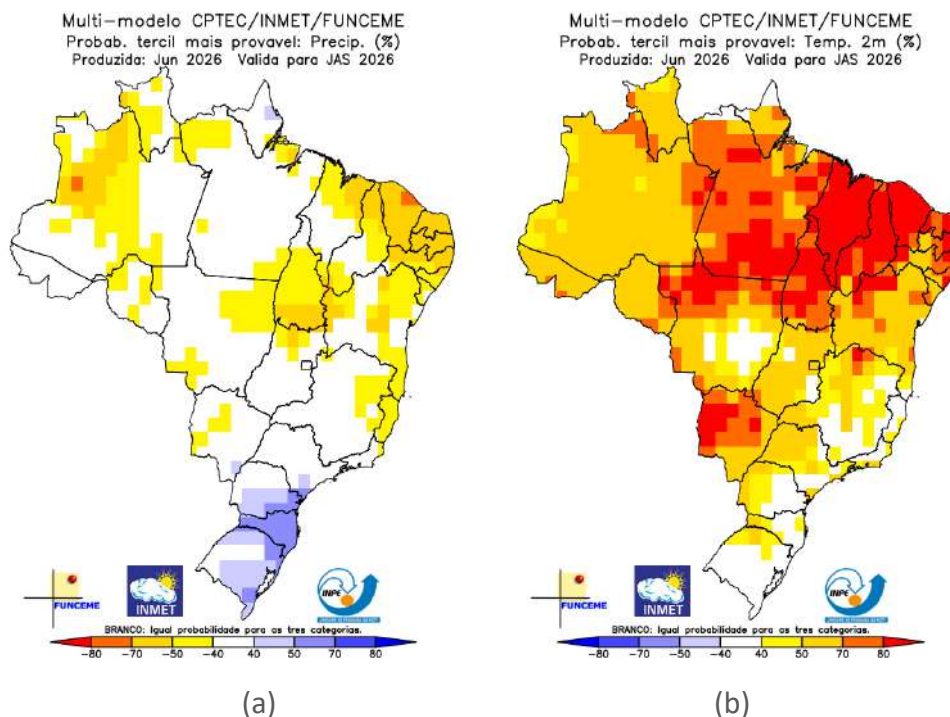 Multi-modelo CPTEC/INMET/FUNCEME
Probab. tercil mais provavel: Precip. (%)
Produzida: Jun 2026 Valida para JAS 2026
FUNCEME
INMET
INPE
BRANCO: Igual probabilidade para as tres categorias.
-80 -70 -50 -40 40 50 70 80
(a)
Multi-modelo CPTEC/INMET/FUNCEME
Probab. tercil mais provavel: Temp. 2m (%)
Produzida: Jun 2026 Valida para JAS 2026
FUNCEME
INMET
INPE
BRANCO: Igual probabilidade para as tres categorias.
-80 -70 -50 -40 40 50 70 80
(b)